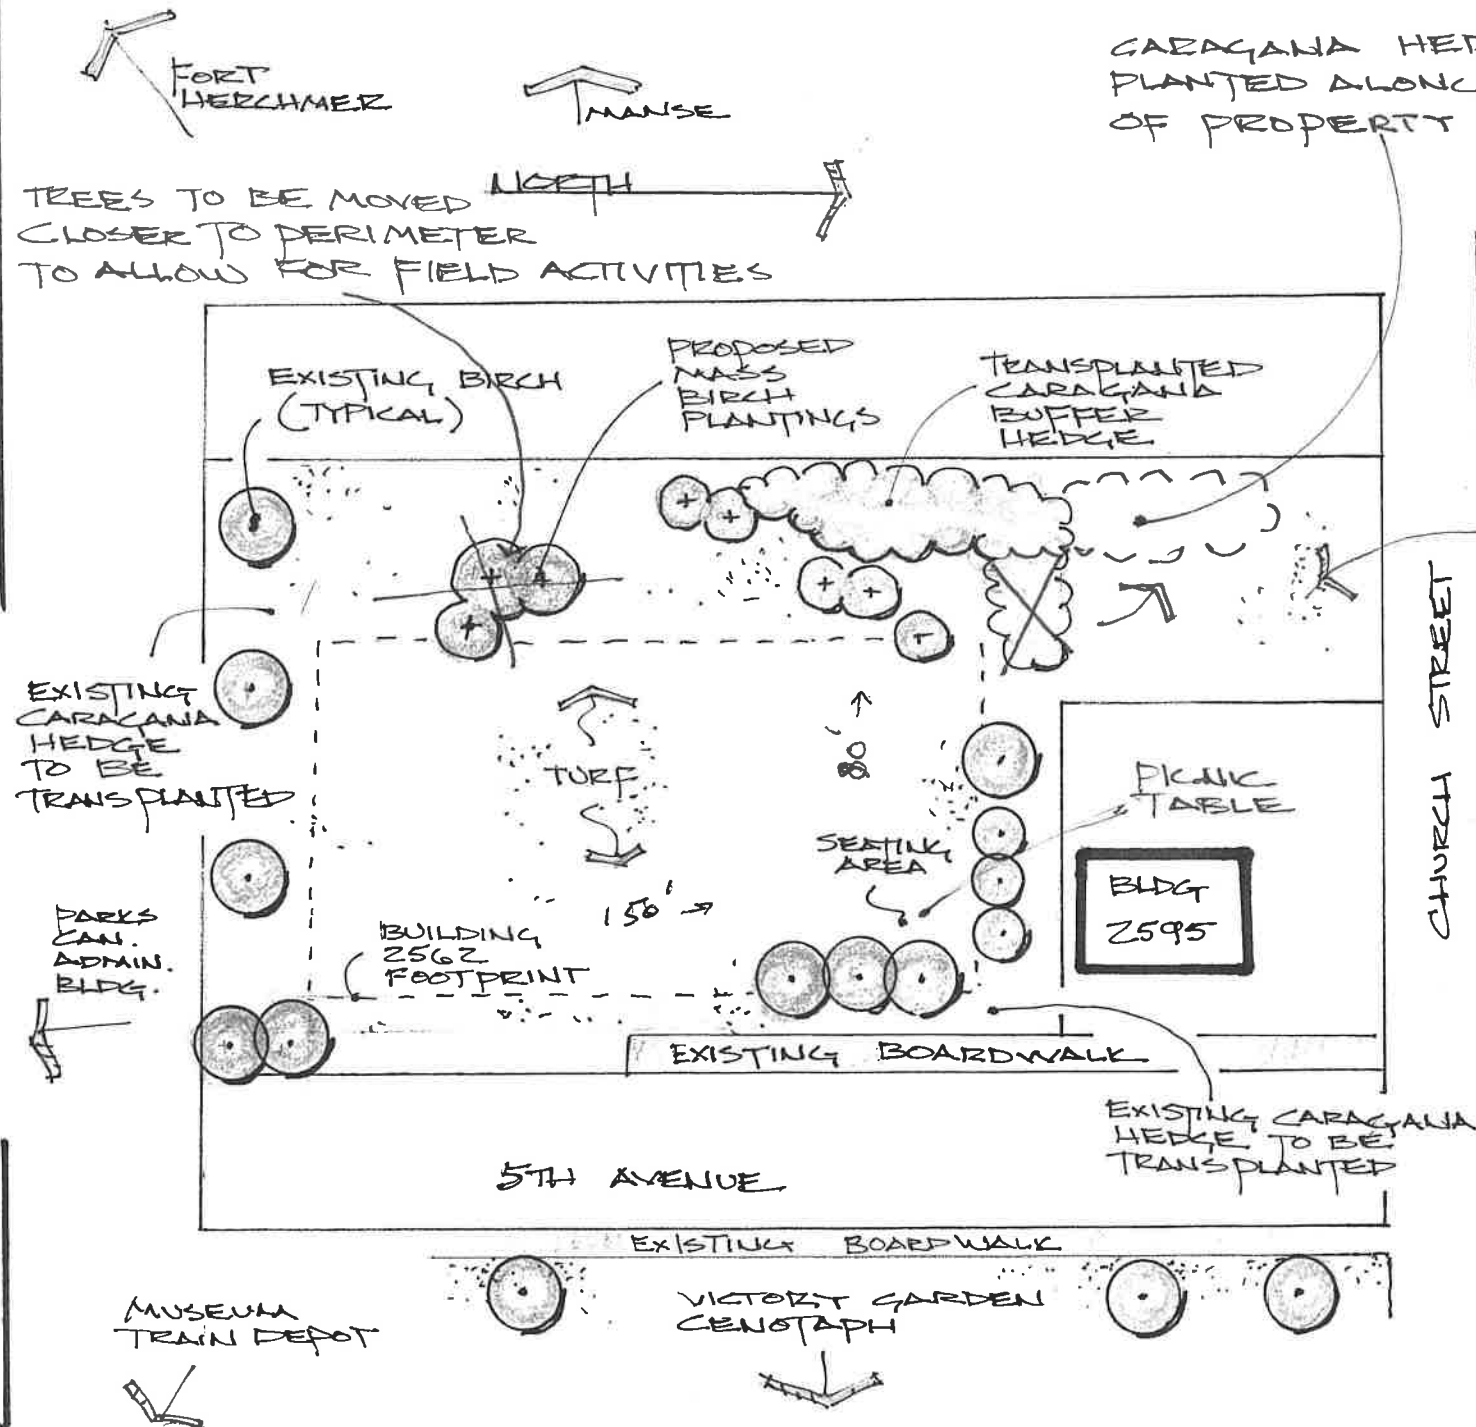 FORT
HERCHMER
MANSE
CARAGANA HED
PLANTED ALONG
OF PROPERTY
NORTH
TREES TO BE MOVED
CLOSER TO PERIMETER
TO ALLOW FOR FIELD ACTIVITIES
EXISTING BIRCH
(TYPICAL)
PROPOSED
MASS
BIRCH
PLANTINGS
TRANSPLANTED
CARAGANA
BUFFER
HEDGE
EXISTING
CARAGANA
HEDGE
TO BE
TRANSPLANTED
TURF
80'
150'
PICNIC
TABLE
SEATING
AREA
BLDG
2595
CHURCH STREET
PARKS
CAN.
ADMIN.
BLDG.
BUILDING
2562
FOOTPRINT
EXISTING BOARDWALK
EXISTING CARAGANA
HEDGE TO BE
TRANSPLANTED
5TH AVENUE
EXISTING BOARDWALK
MUSEUM
TRAIN DEPOT
VICTORY GARDEN
CENOTAPH